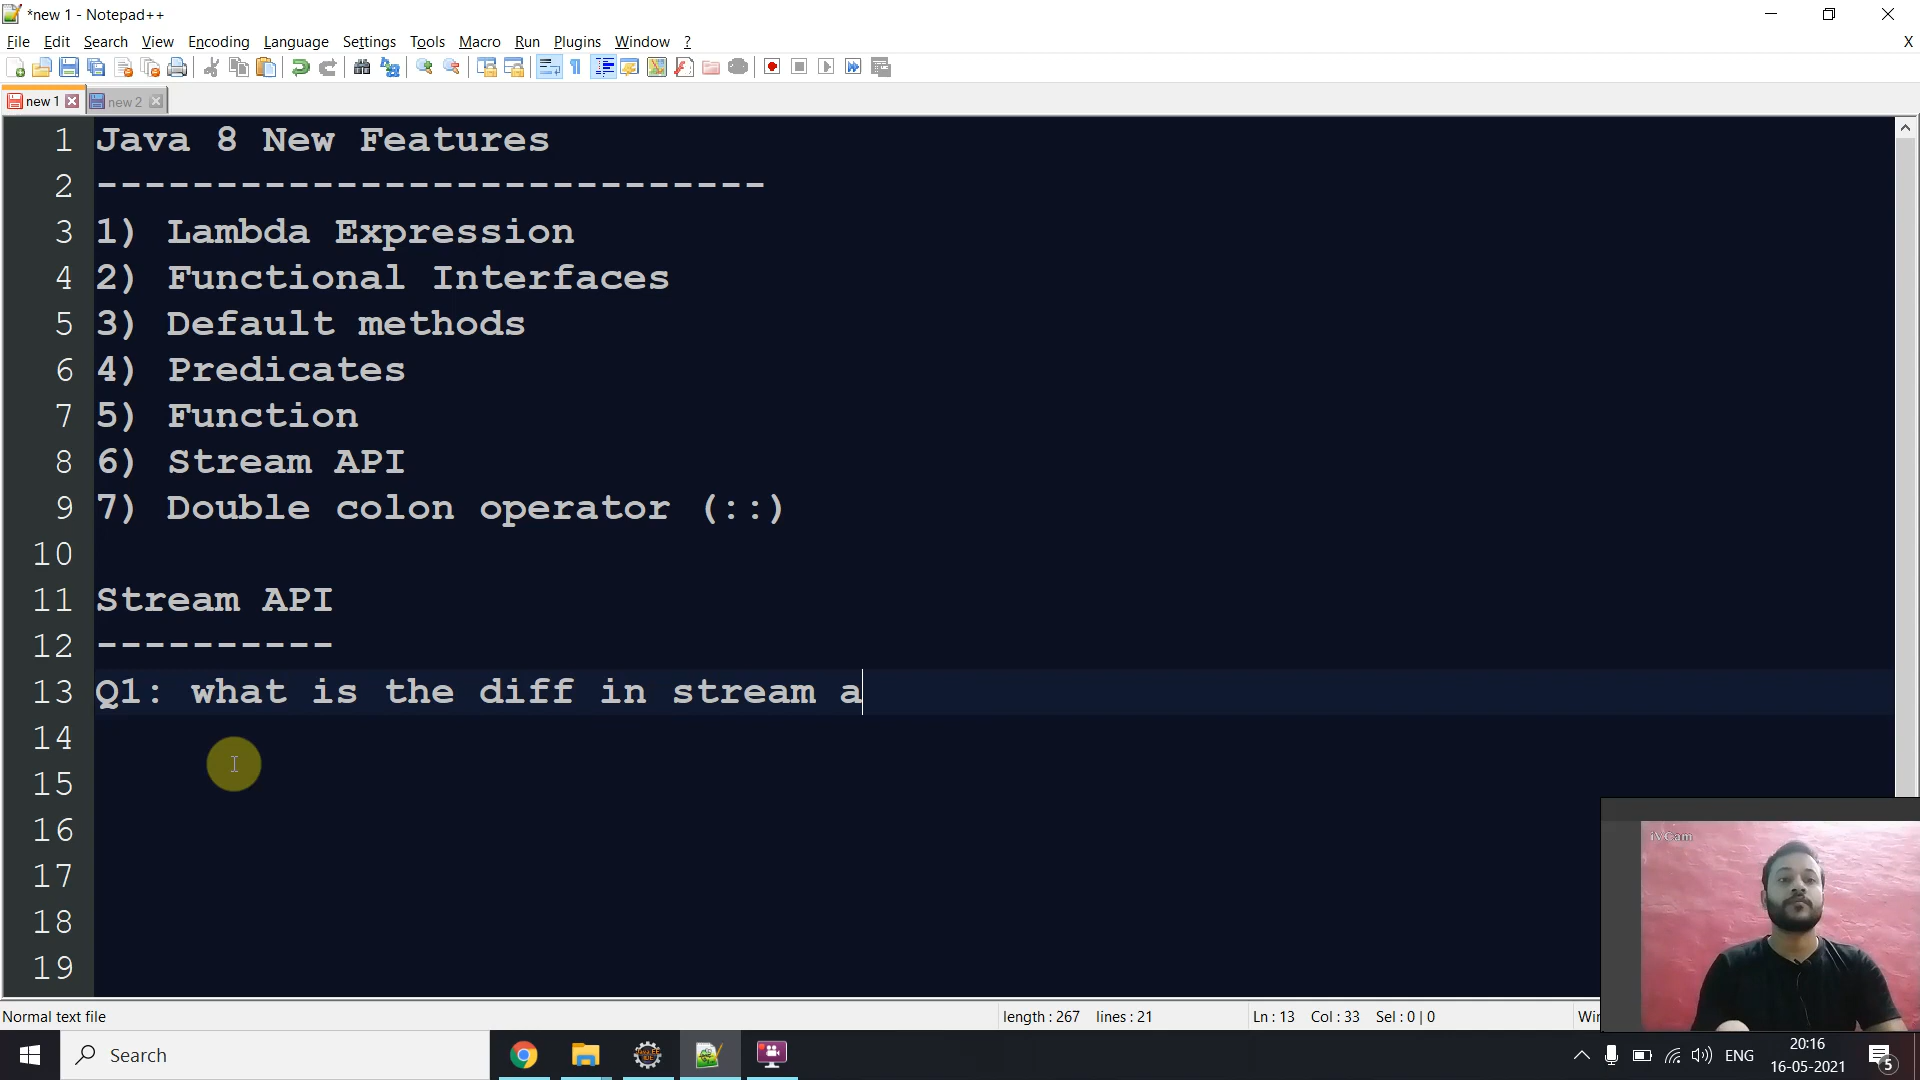 *new 1 - Notepad++
File Edit Search View Encoding Language Settings Tools Macro Run Plugins Window ?
X
new 1 new 2
1 Java 8 New Features
2 ----------------------------
3 1) Lambda Expression
4 2) Functional Interfaces
5 3) Default methods
6 4) Predicates
7 5) Function
8 6) Stream API
9 7) Double colon operator (::)
10
11 Stream API
12 ----------
13 Q1: what is the diff in stream a
14
15
16
17
18
19
iVCam
Normal text file length : 267 lines : 21 Ln : 13 Col : 33 Sel : 0 | 0
Search
ENG
20:16
16-05-2021
5